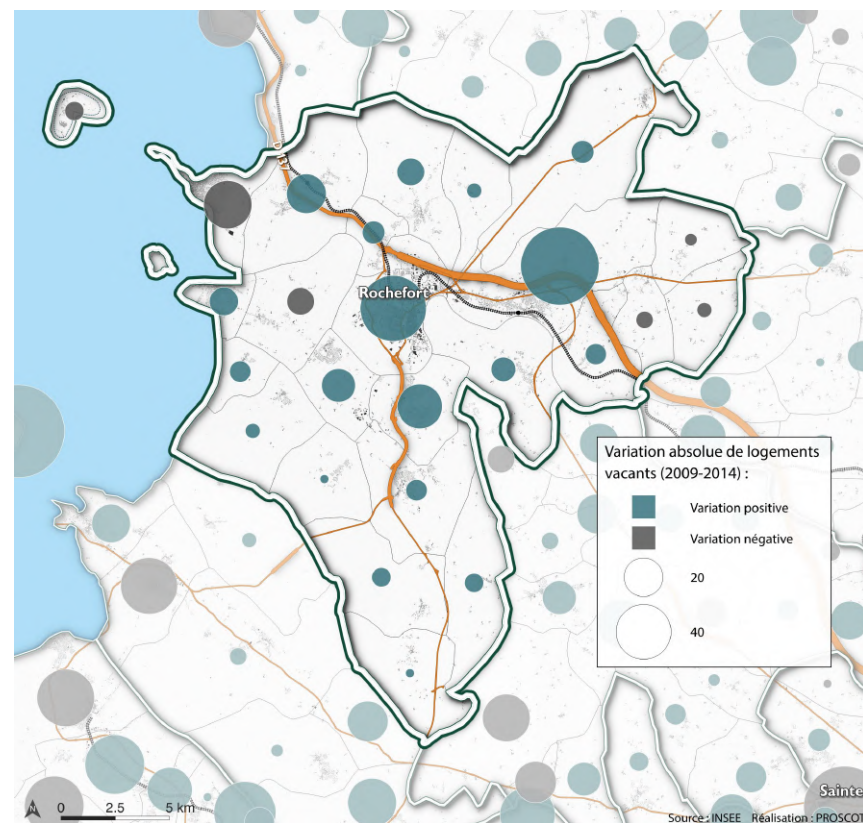 Rochefort
Variation absolue de logements
vacants (2009-2014) :
Variation positive
Variation négative
20
40
Sainte
N
0 2.5 5 km
Source : INSEE Réalisation : PROSCOT